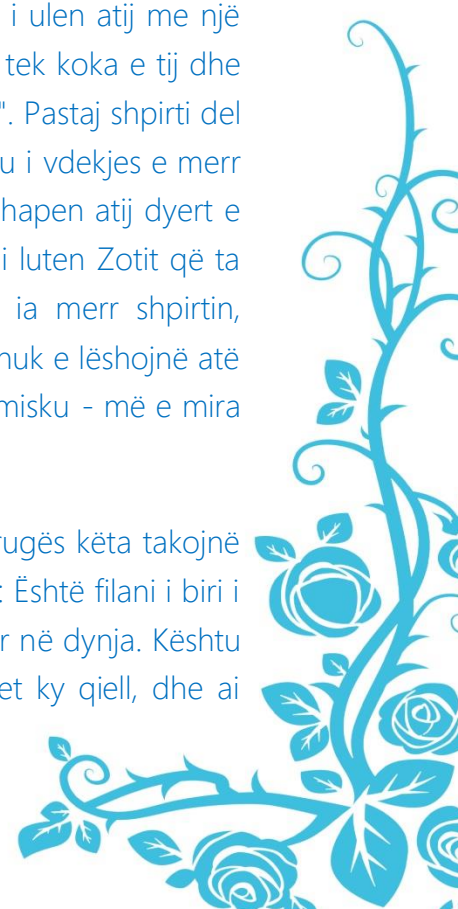 i ulen atij me një
tek koka e tij dhe
". Pastaj shpirti del
u i vdekjes e merr
hapen atij dyert e
i luten Zotit që ta
ia merr shpirtin,
nuk e lëshojnë atë
misku - më e mira
rugës këta takojnë
: Është filani i biri i
r në dynja. Kështu
et ky qiell, dhe ai